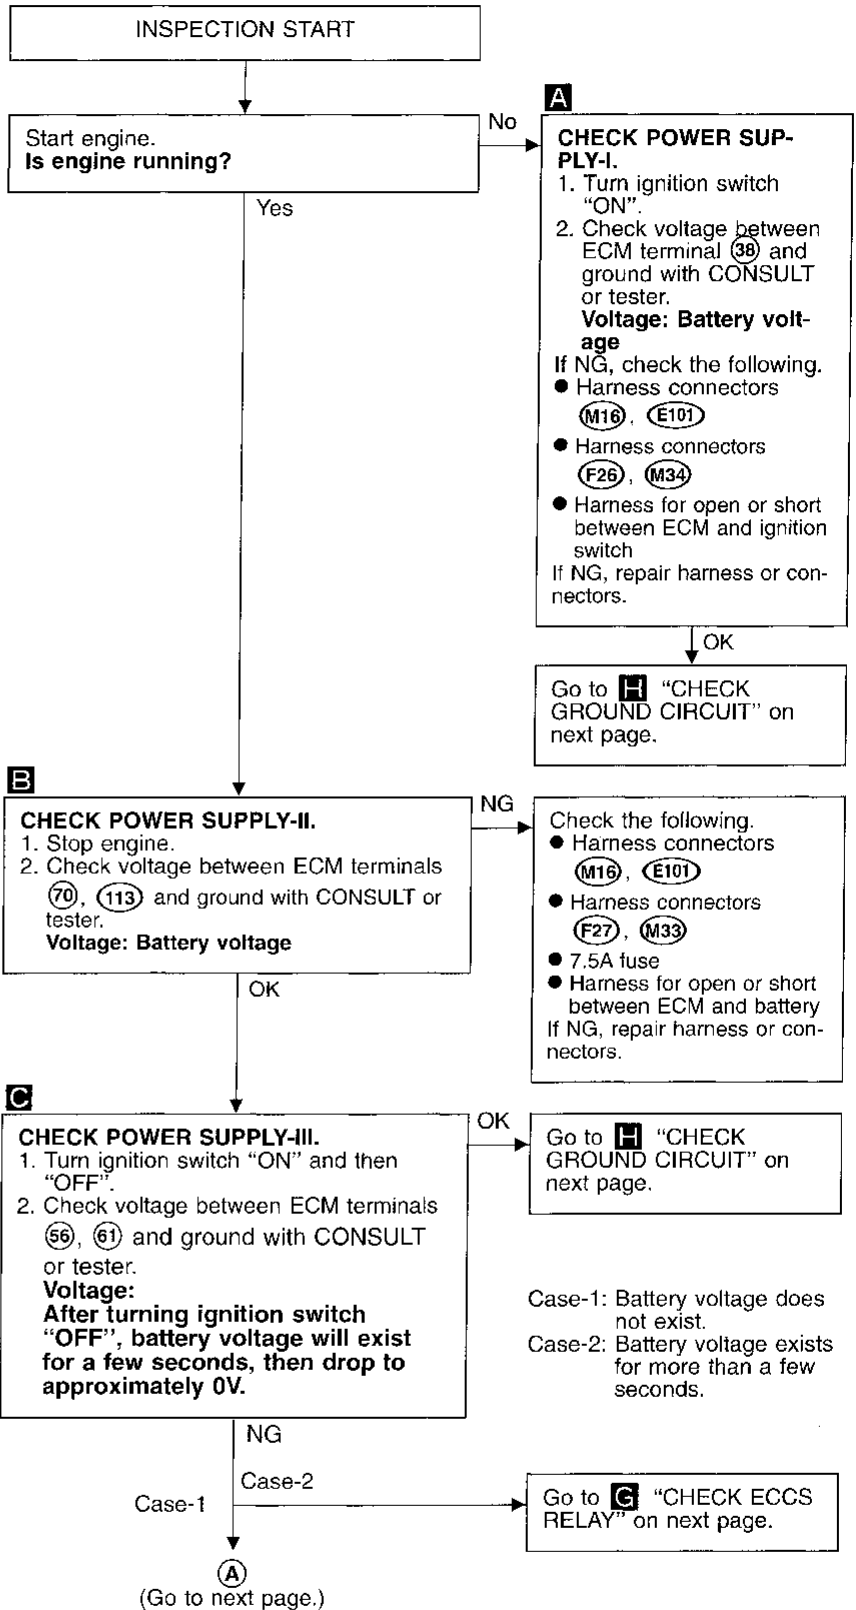 INSPECTION START
Start engine.
Is engine running?
No
Yes
A
CHECK POWER SUP-
PLY-I.
1. Turn ignition switch
"ON".
2. Check voltage between
ECM terminal 38 and
ground with CONSULT
or tester.
Voltage: Battery volt-
age
If NG, check the following.
● Harness connectors
M16, E101
● Harness connectors
F26, M34
● Harness for open or short
between ECM and ignition
switch
If NG, repair harness or con-
nectors.
OK
Go to H "CHECK
GROUND CIRCUIT" on
next page.
B
CHECK POWER SUPPLY-II.
1. Stop engine.
2. Check voltage between ECM terminals
70, 113 and ground with CONSULT or
tester.
Voltage: Battery voltage
NG
OK
Check the following.
● Harness connectors
M16, E101
● Harness connectors
F27, M33
● 7.5A fuse
● Harness for open or short
between ECM and battery
If NG, repair harness or con-
nectors.
C
CHECK POWER SUPPLY-III.
1. Turn ignition switch "ON" and then
"OFF".
2. Check voltage between ECM terminals
56, 61 and ground with CONSULT
or tester.
Voltage:
After turning ignition switch
"OFF", battery voltage will exist
for a few seconds, then drop to
approximately 0V.
OK
Go to H "CHECK
GROUND CIRCUIT" on
next page.
Case-1: Battery voltage does
not exist.
Case-2: Battery voltage exists
for more than a few
seconds.
NG
Case-2
Case-1
Go to G "CHECK ECCS
RELAY" on next page.
A
(Go to next page.)